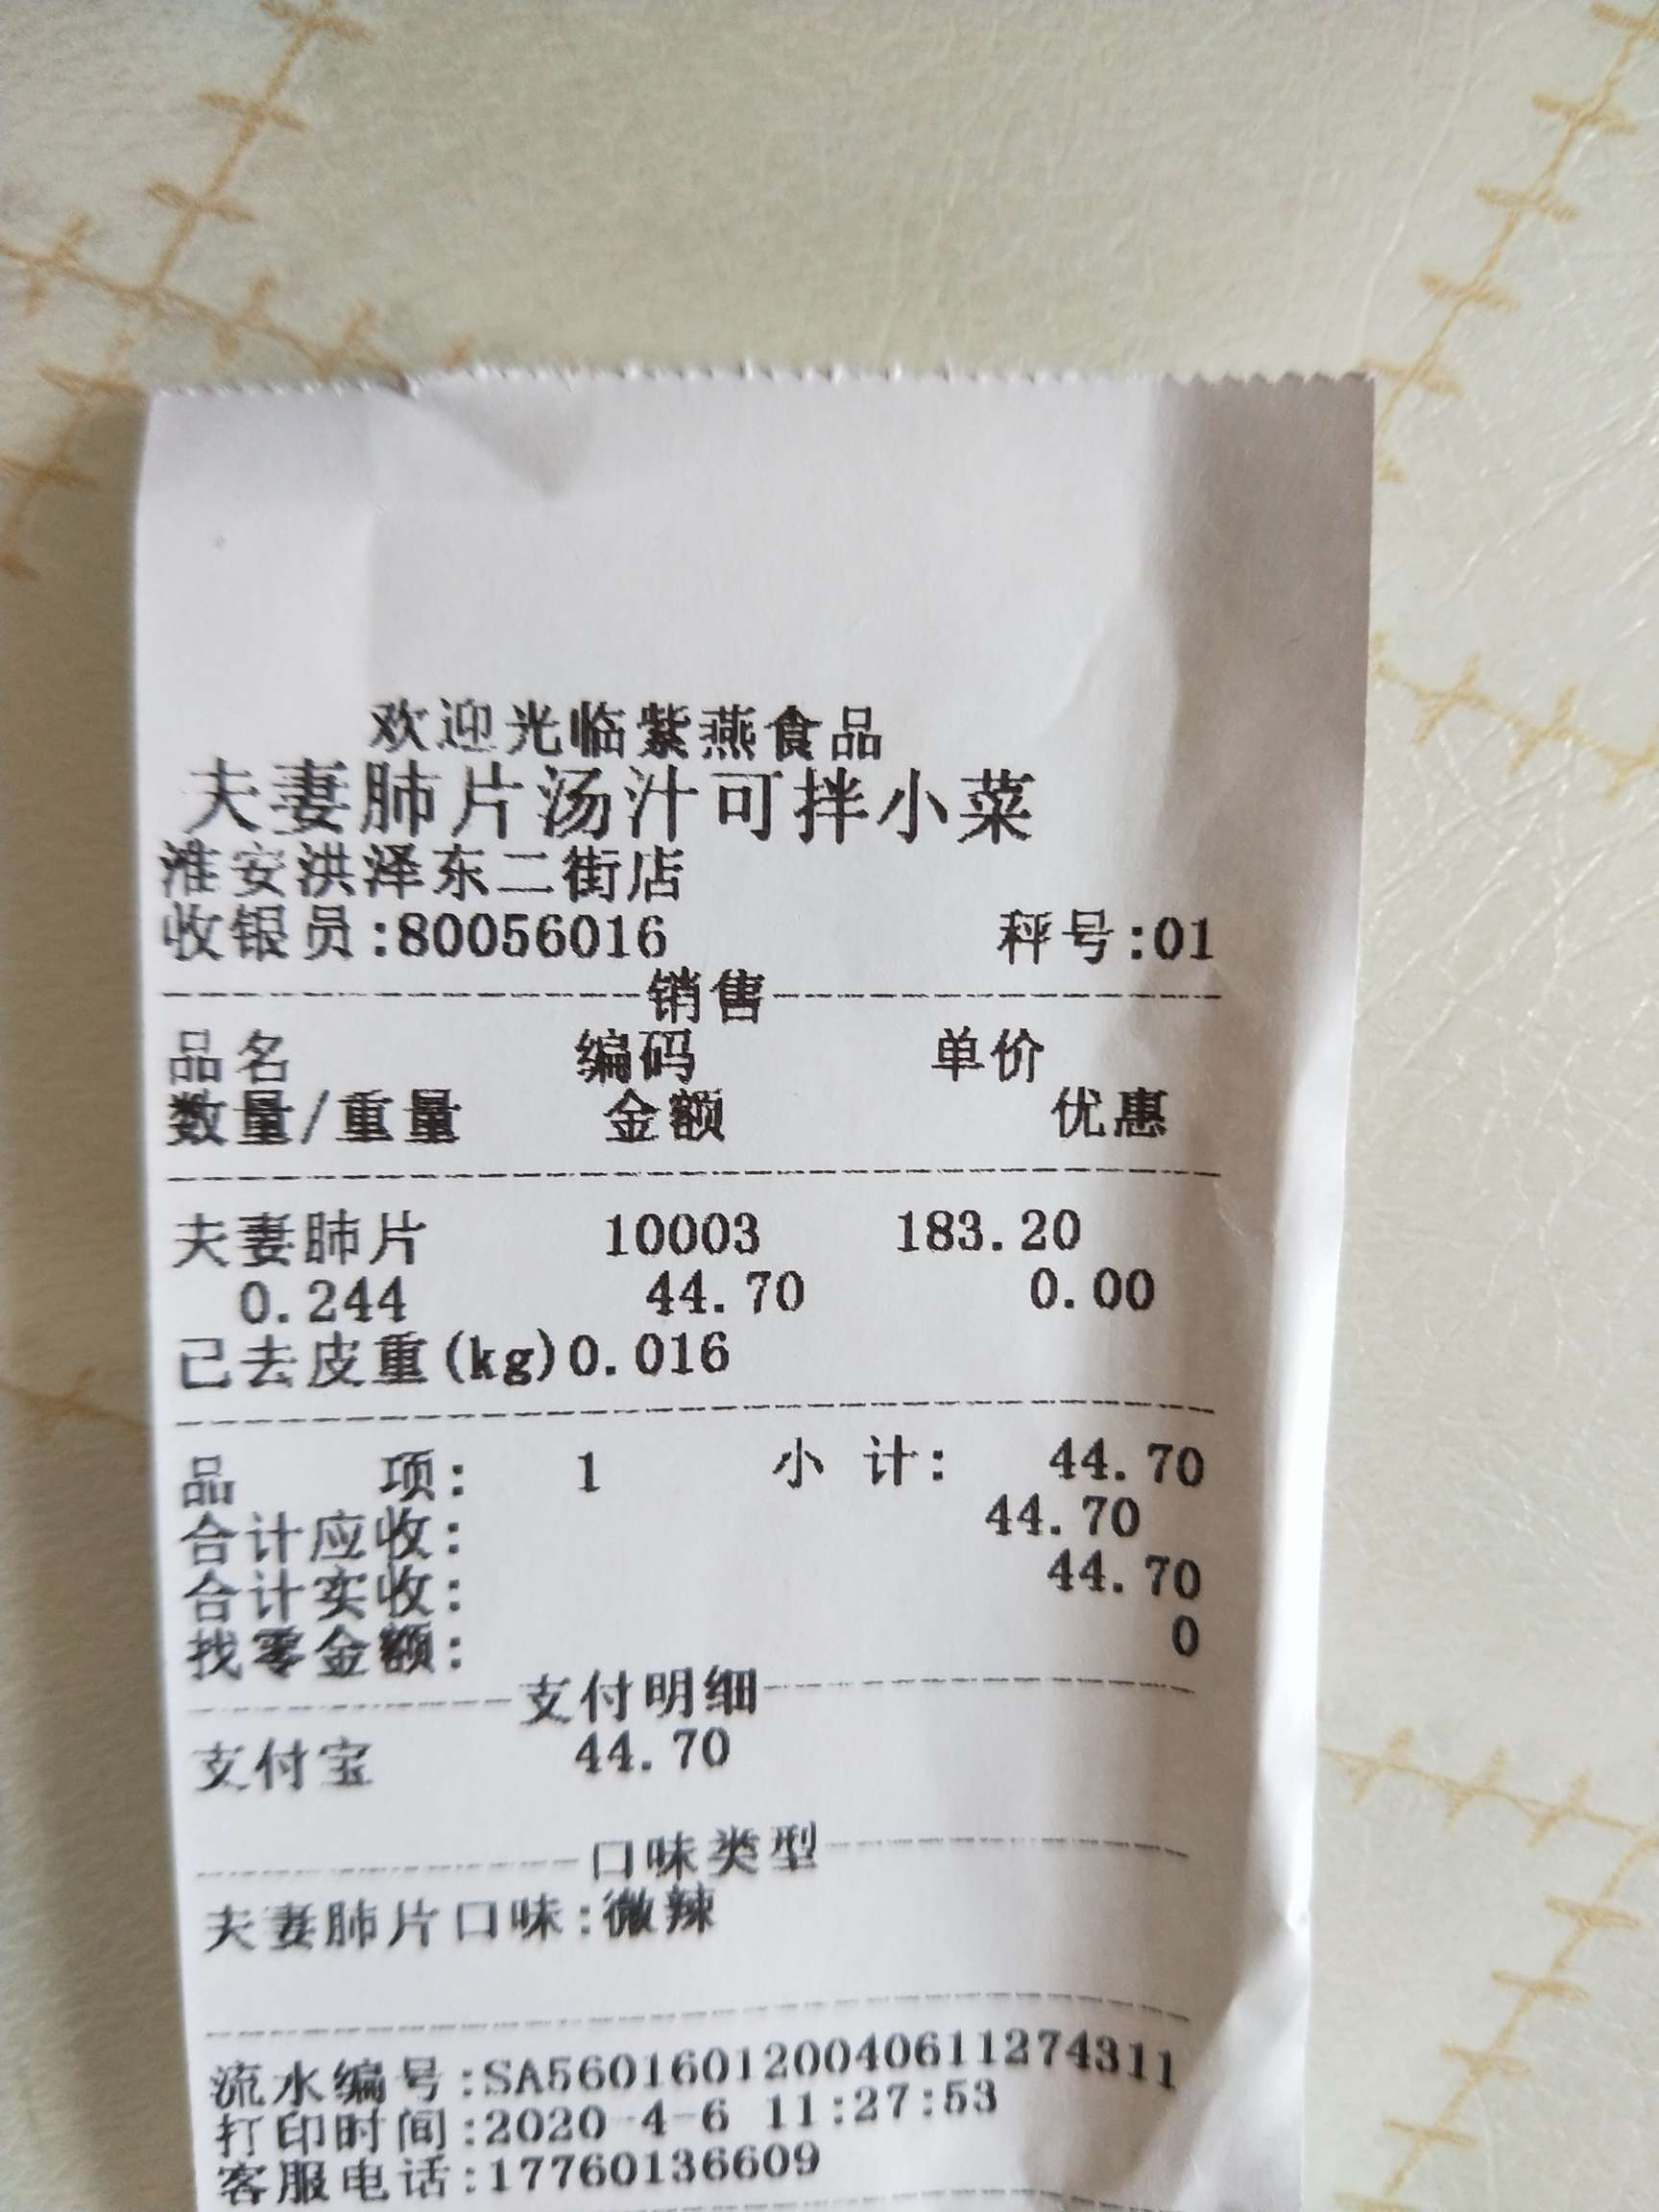 欢迎光临紫燕食品
夫妻肺片汤汁可拌小菜
淮安洪泽东二街店
收银员:80056016 秤号:01
销售
品名 编码 单价
数量/重量 金额 优惠
夫妻肺片 10003 183.20
0.244 44.70 0.00
已去皮重(kg)0.016
品 项: 1 小 计: 44.70
合计应收: 44.70
合计实收: 44.70
找零金额: 0
支付明细
支付宝 44.70
口味类型
夫妻肺片口味:微辣
流水编号:SA560160120040611274311
打印时间:2020-4-6 11:27:53
客服电话:17760136609